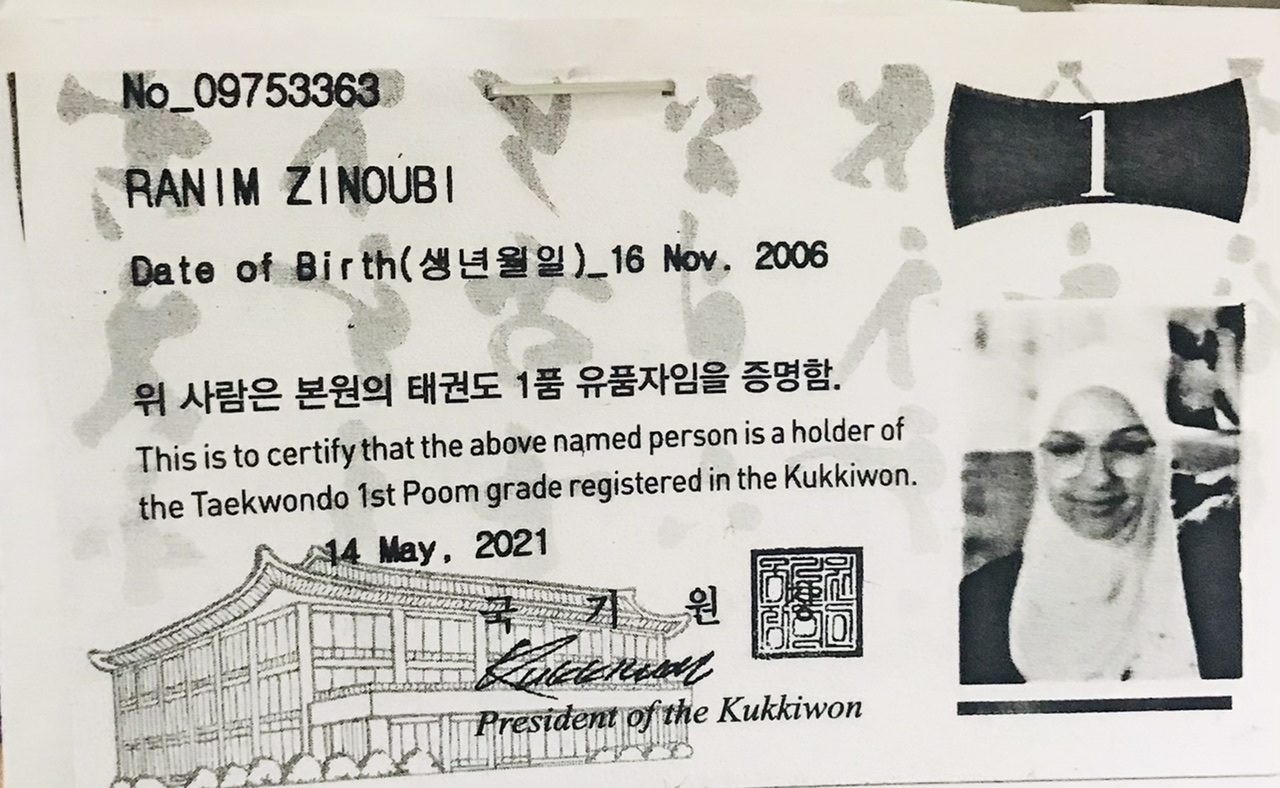 No_09753363
1
RANIM ZINOUBI
Date of Birth(생년월일)_16 Nov. 2006
위 사람은 본원의 태권도 1품 유품자임을 증명함.
This is to certify that the above named person is a holder of
the Taekwondo 1st Poom grade registered in the Kukkiwon.
14 May, 2021
국 기 원
Kukkiwon
President of the Kukkiwon